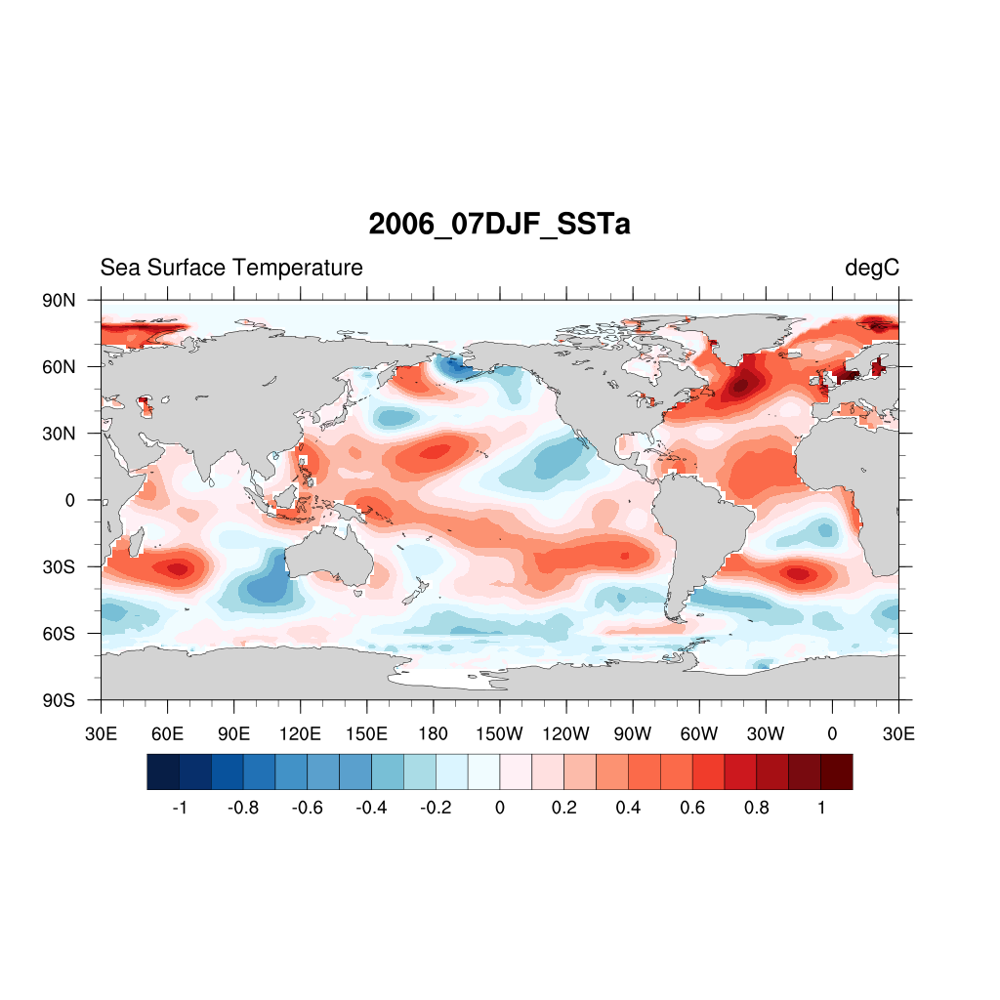 2006_07DJF_SSTa
Sea Surface Temperature degC
90N
60N
30N
0
30S
60S
90S
30E 60E 90E 120E 150E 180 150W 120W 90W 60W 30W 0 30E
-1 -0.8 -0.6 -0.4 -0.2 0 0.2 0.4 0.6 0.8 1